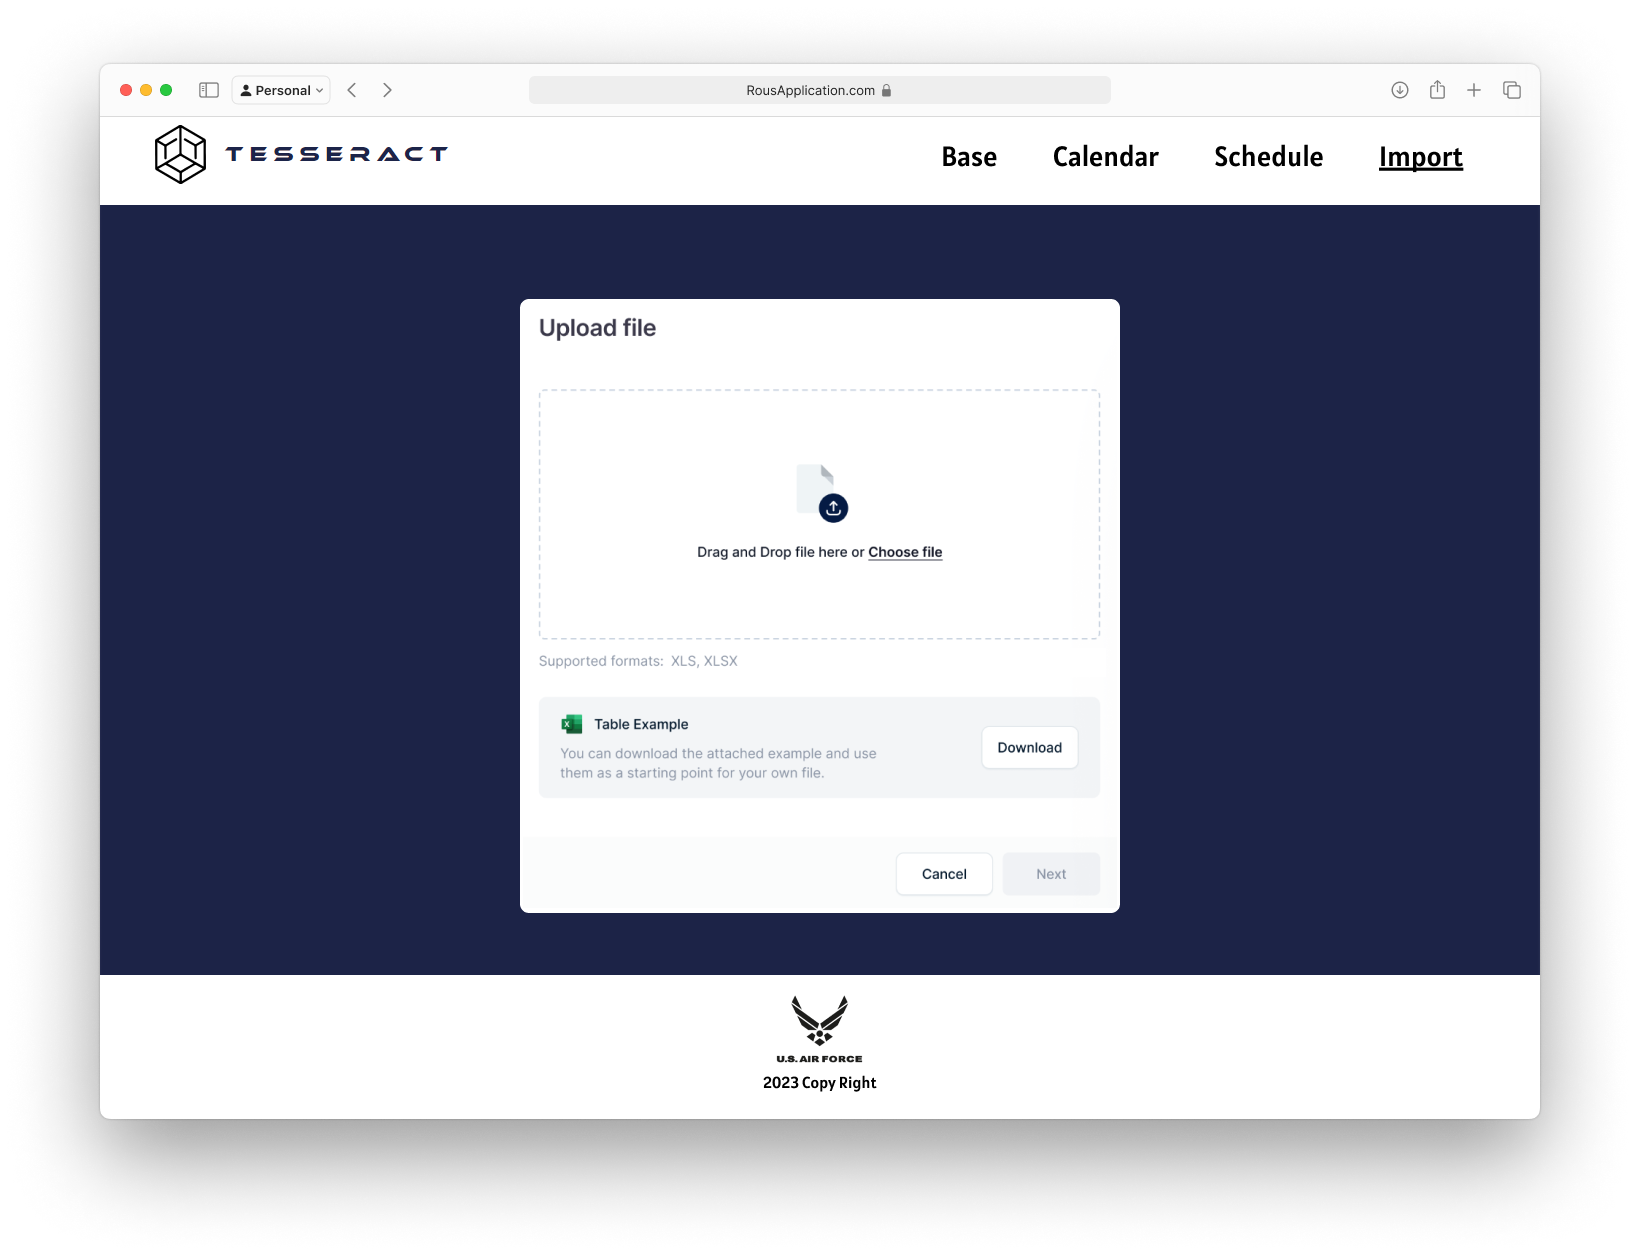 Personal
RousApplication.com
TESSERACT
Base Calendar Schedule Import
Upload file
Drag and Drop file here or Choose file
Supported formats: XLS, XLSX
X
Table Example
You can download the attached example and use
them as a starting point for your own file.
Download
Cancel Next
U.S. AIR FORCE
2023 Copy Right